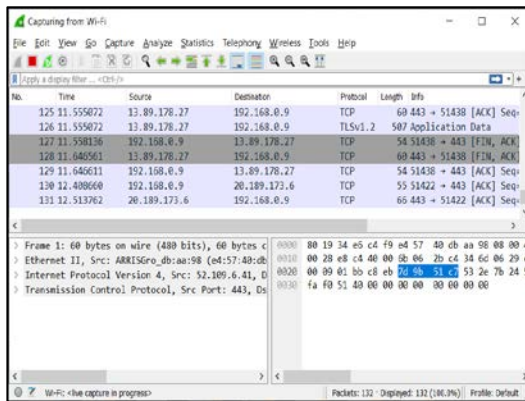 Capturing from Wi-Fi
File Edit View Go Capture Analyze Statistics Telephony Wireless Tools Help
Apply a display filter ... <Ctrl-/>
No. Time Source Destination Protocol Length Info
125 11.555072 13.89.178.27 192.168.0.9 TCP 60 443 → 51438 [ACK] Seq=
126 11.555072 13.89.178.27 192.168.0.9 TLSv1.2 507 Application Data
127 11.558136 192.168.0.9 13.89.178.27 TCP 54 51438 → 443 [FIN, ACK]
128 11.646561 13.89.178.27 192.168.0.9 TCP 60 443 → 51438 [FIN, ACK]
129 11.646611 192.168.0.9 13.89.178.27 TCP 54 51438 → 443 [ACK] Seq=
130 12.408660 192.168.0.9 20.189.173.6 TCP 55 51422 → 443 [ACK] Seq=
131 12.513762 20.189.173.6 192.168.0.9 TCP 66 443 → 51422 [ACK] Seq=
Frame 1: 60 bytes on wire (480 bits), 60 bytes c
Ethernet II, Src: ARRISGro_db:aa:98 (e4:57:40:db
Internet Protocol Version 4, Src: 52.109.6.41, D
Transmission Control Protocol, Src Port: 443, Ds
0000 80 19 34 e5 c4 f9 e4 57 40 db aa 98 08 00
0010 00 28 e8 c4 40 00 6b 06 2b c4 34 6d 06 29
0020 00 09 01 bb c8 eb 7d 9b 51 c7 53 2e 7b 24
0030 fa f0 51 40 00 00 00 00 00 00 00 00
Wi-Fi: <live capture in progress> Packets: 132 · Displayed: 132 (100.0%) Profile: Default